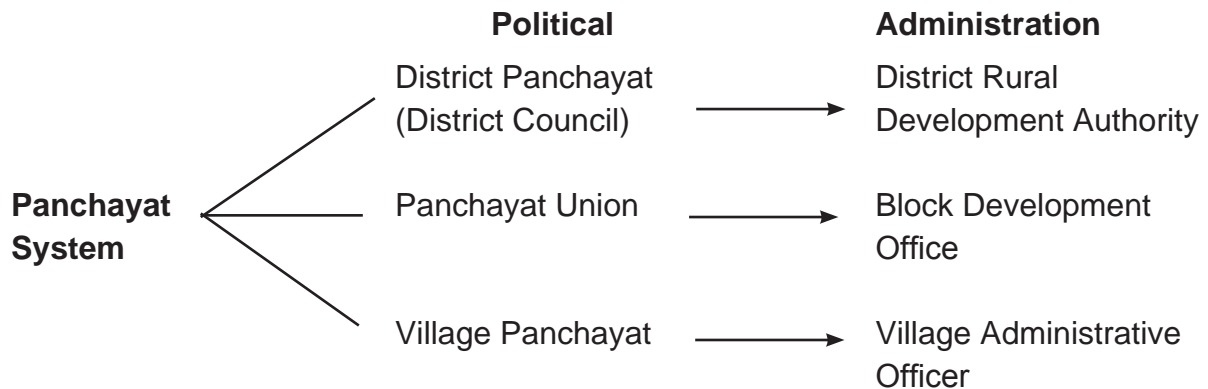 Political
Administration
District Panchayat
(District Council)
District Rural
Development Authority
Panchayat
System
Panchayat Union
Block Development
Office
Village Panchayat
Village Administrative
Officer